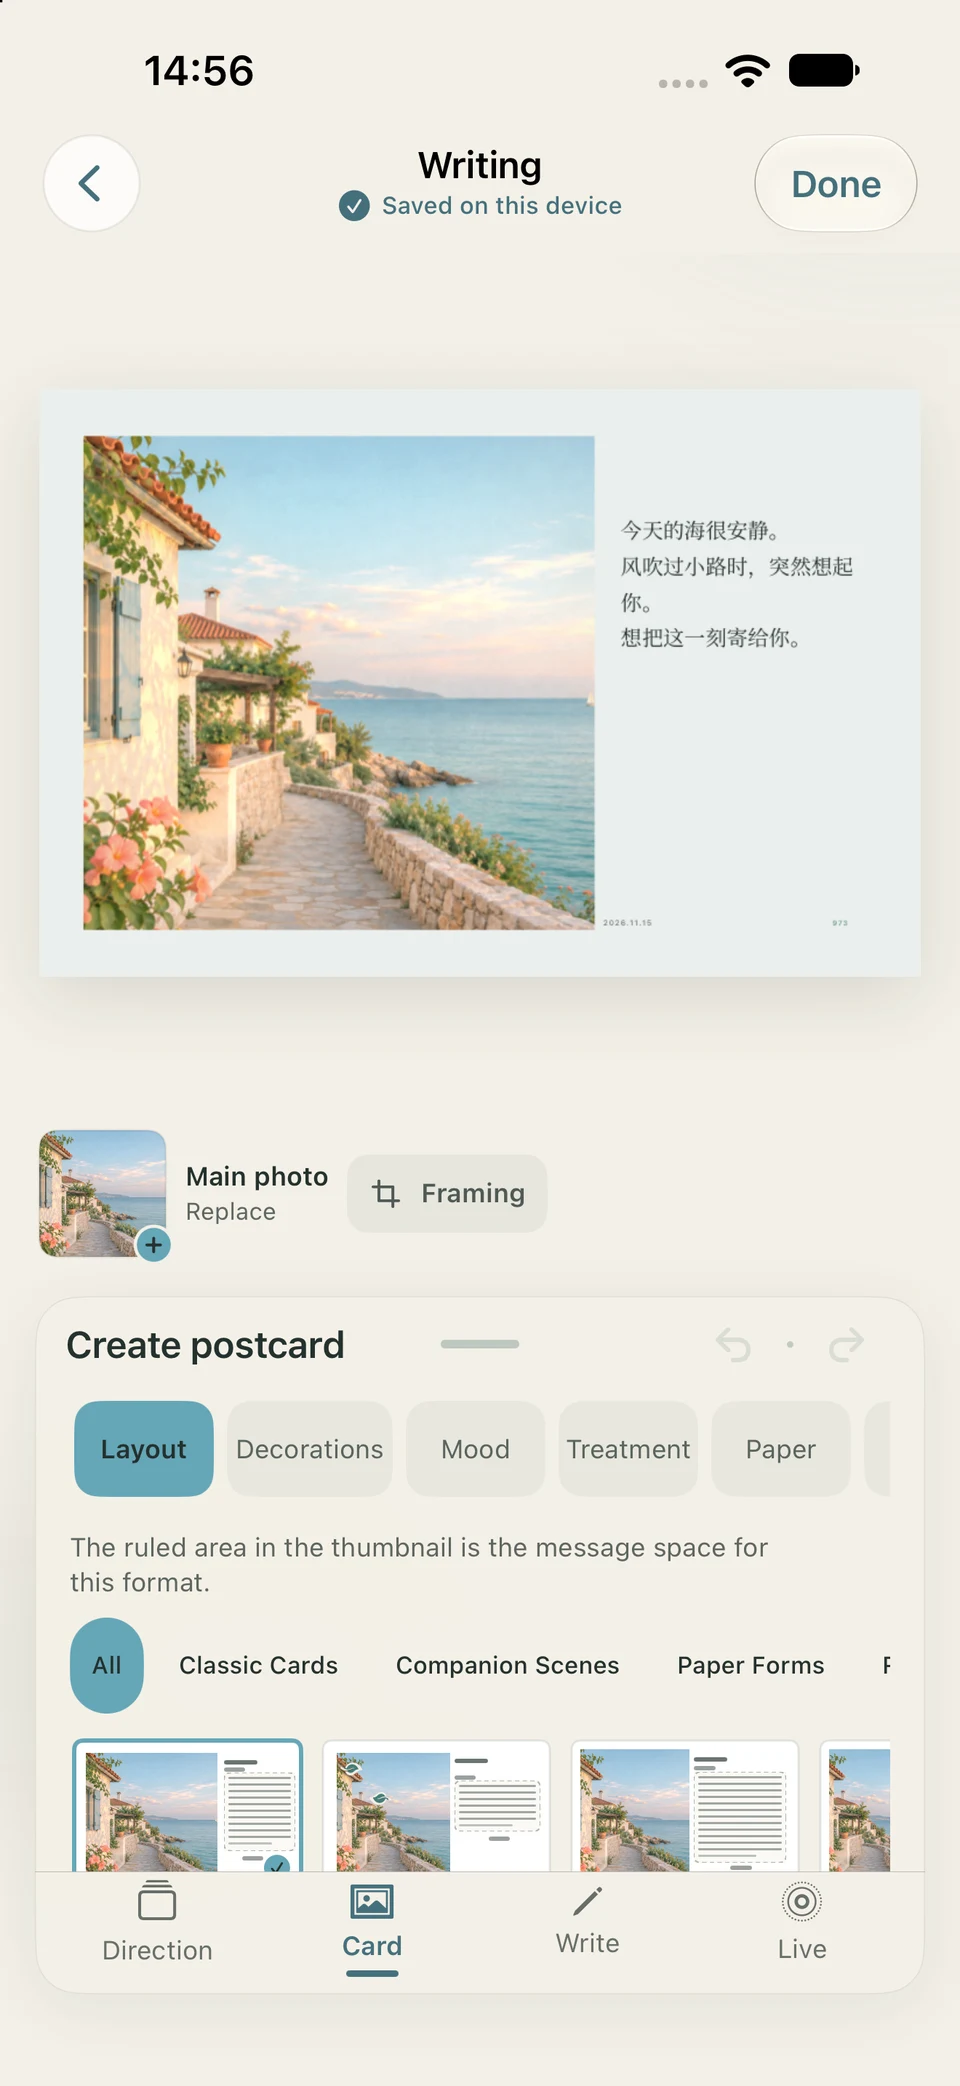 14:56
Writing
Saved on this device
Done
今天的海很安静。
风吹过小路时，突然想起
你。
想把这一刻寄给你。
2026.11.15
973
Main photo
Replace
Framing
Create postcard
Layout
Decorations
Mood
Treatment
Paper
The ruled area in the thumbnail is the message space for
this format.
All
Classic Cards
Companion Scenes
Paper Forms
Direction
Card
Write
Live